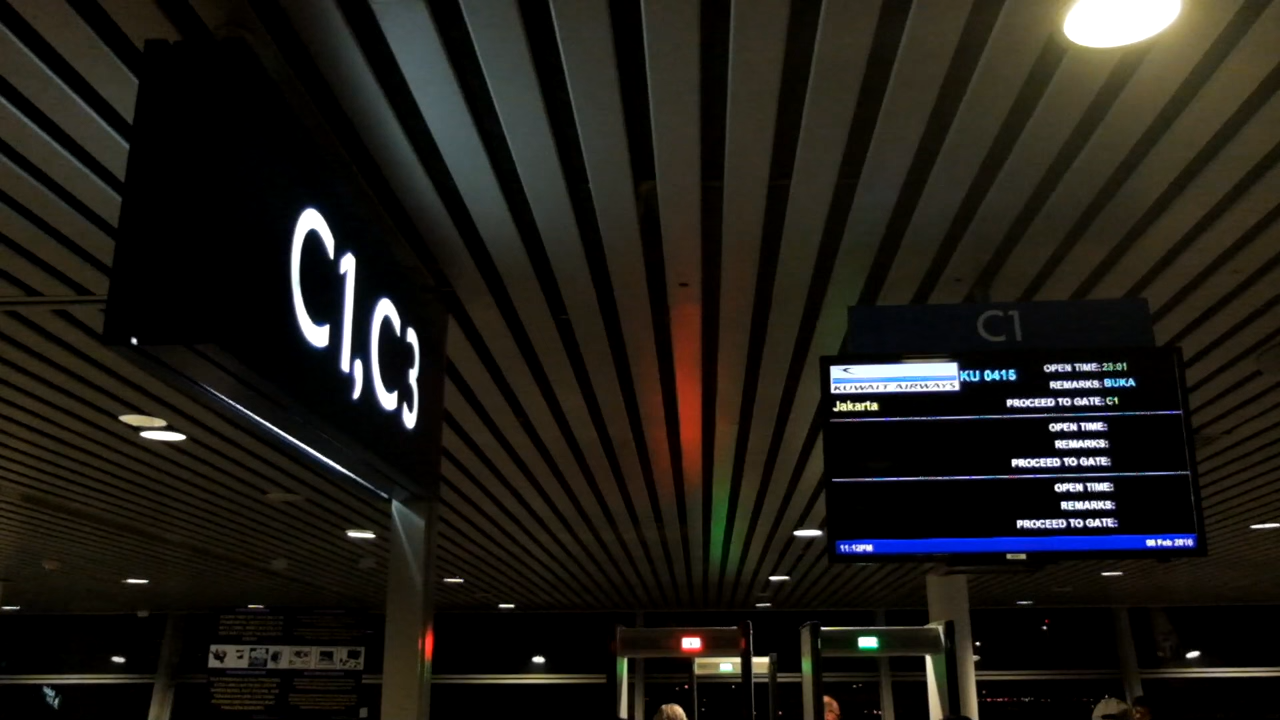 C1, C3
C1
KUWAIT AIRWAYS KU 0415 OPEN TIME: 23:01
REMARKS: BUKA
Jakarta PROCEED TO GATE: C1
OPEN TIME:
REMARKS:
PROCEED TO GATE:
OPEN TIME:
REMARKS:
PROCEED TO GATE:
11:12PM 08 Feb 2016